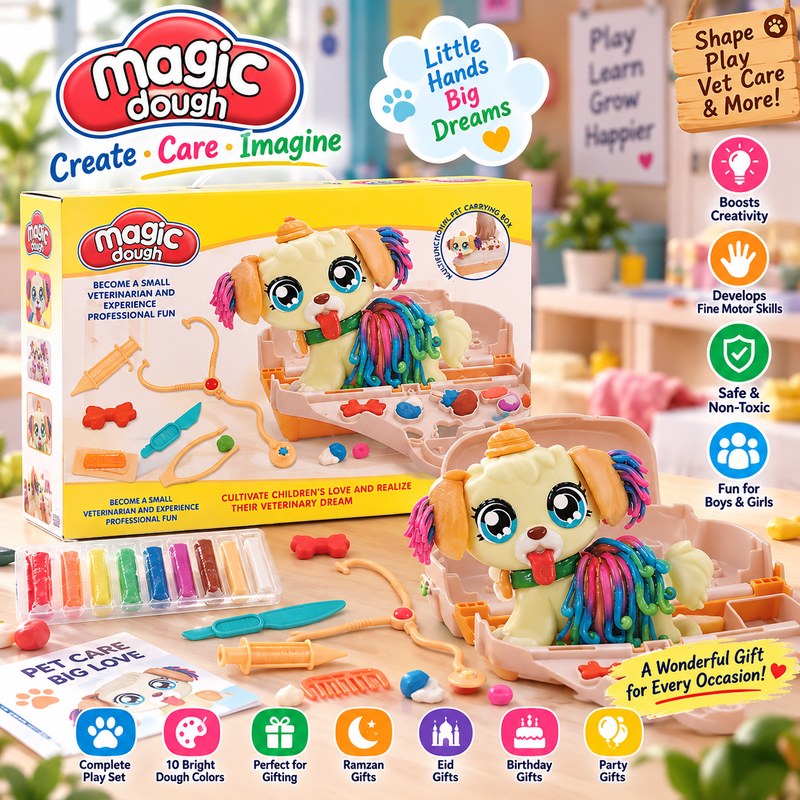 magic
dough
Create · Care · Imagine
Little
Hands
Big
Dreams
Play
Learn
Grow
Happier
Shape
Play
Vet Care
& More!
Boosts
Creativity
Develops
Fine Motor Skills
Safe &
Non-Toxic
Fun for
Boys & Girls
magic
dough
magic
dough
BECOME A SMALL
VETERINARIAN AND
EXPERIENCE
PROFESSIONAL FUN
MULTIFUNCTIONAL PET CARRYING BOX
BECOME A SMALL
VETERINARIAN AND EXPERIENCE
PROFESSIONAL FUN
CULTIVATE CHILDREN'S LOVE AND REALIZE
THEIR VETERINARY DREAM
PET CARE
BIG LOVE
A Wonderful Gift
for Every Occasion!
Complete
Play Set
10 Bright
Dough Colors
Perfect for
Gifting
Ramzan
Gifts
Eid
Gifts
Birthday
Gifts
Party
Gifts